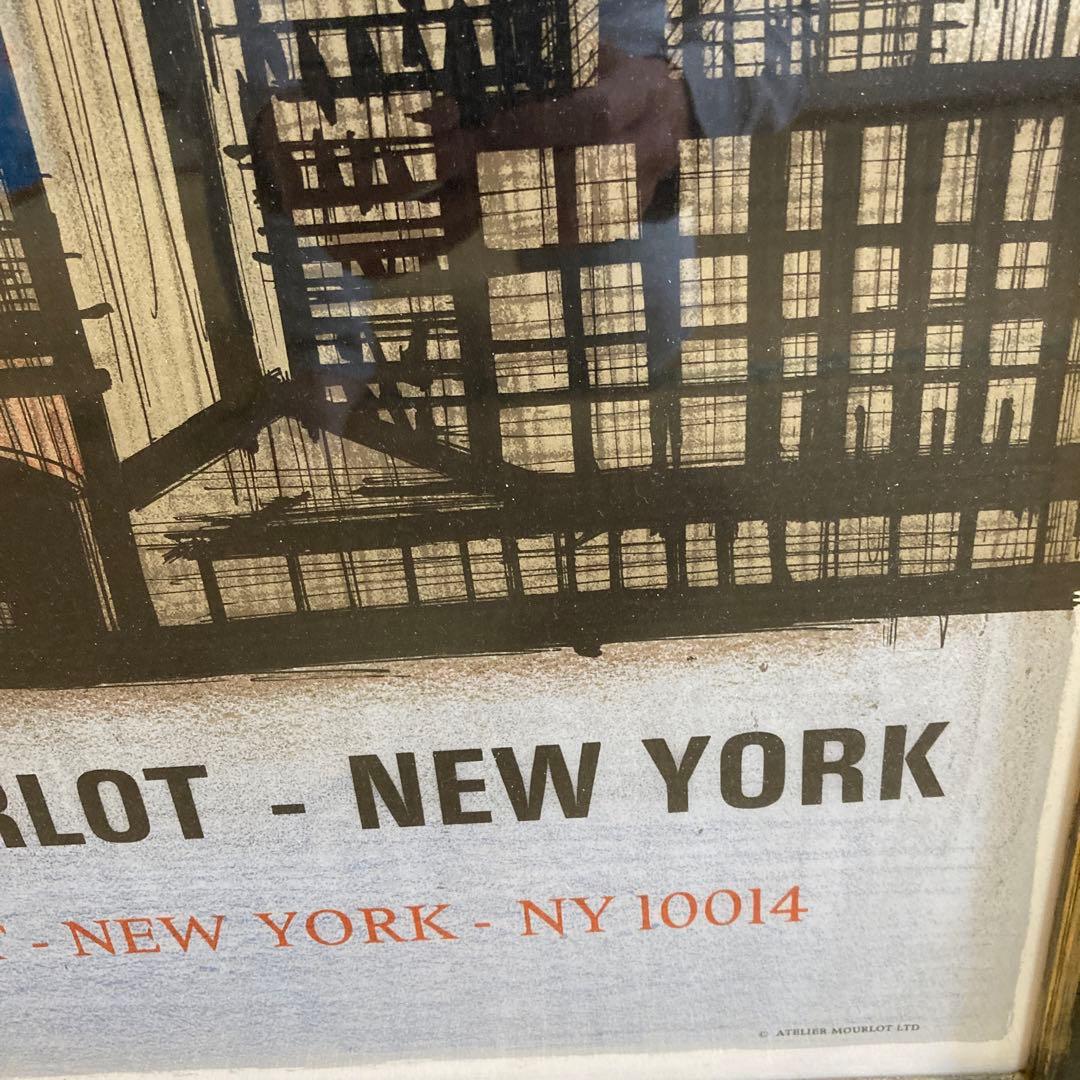 RLOT - NEW YORK
T - NEW YORK - NY 10014
© ATELIER MOURLOT LTD